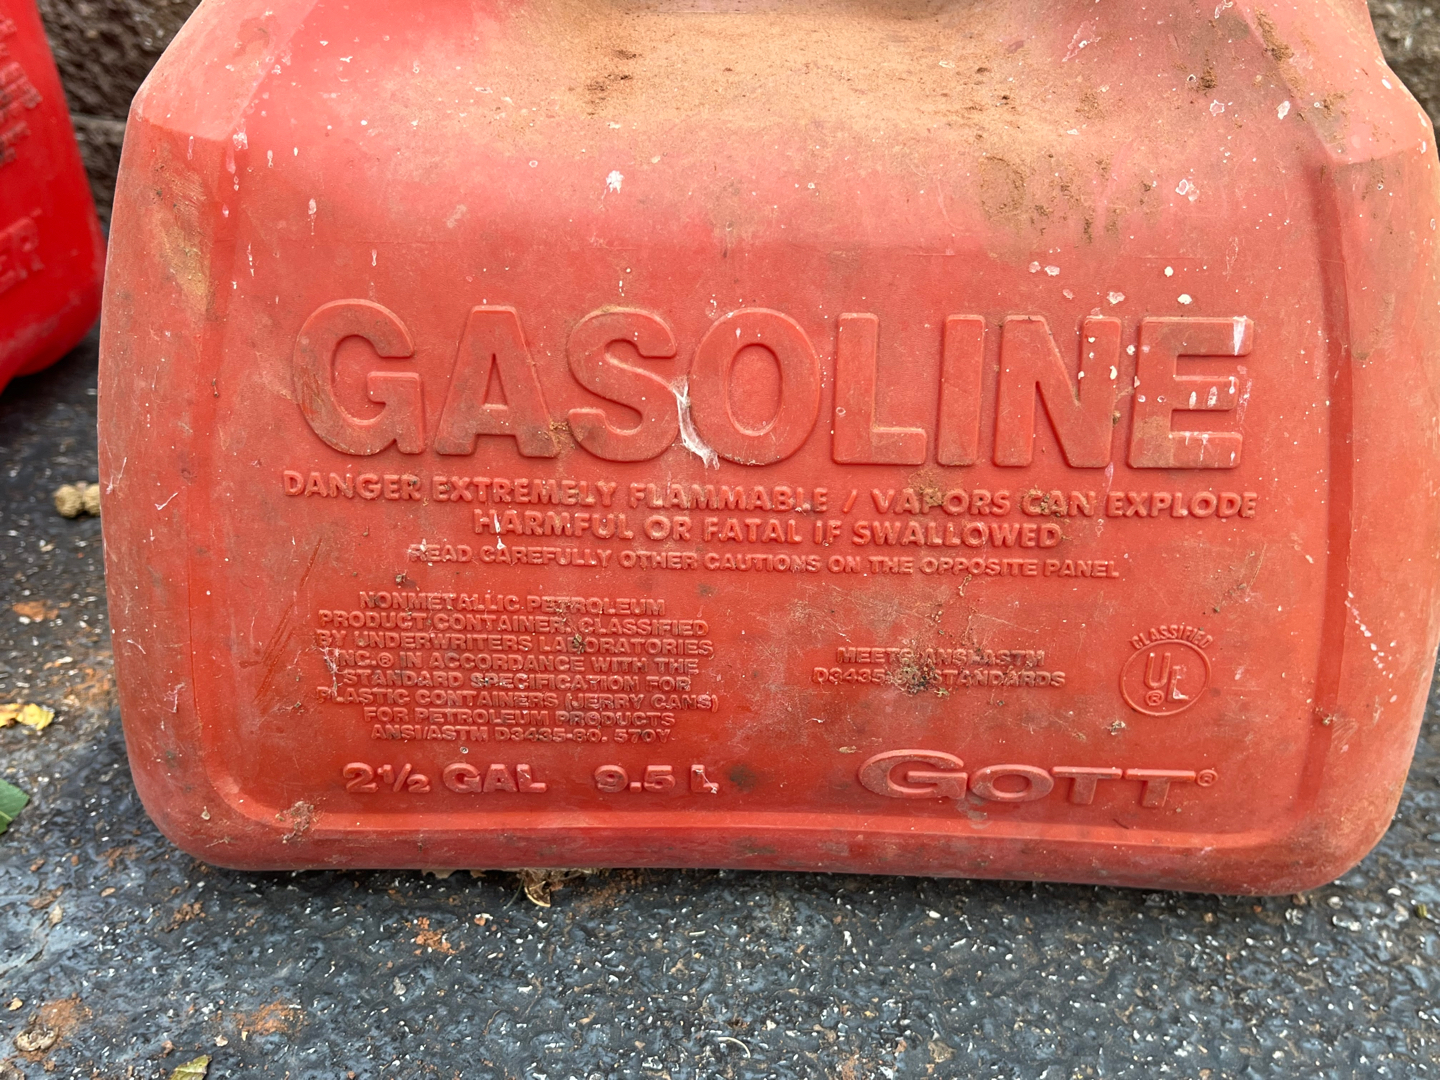 GASOLINE
DANGER EXTREMELY FLAMMABLE / VAPORS CAN EXPLODE
HARMFUL OR FATAL IF SWALLOWED
READ CAREFULLY OTHER CAUTIONS ON THE OPPOSITE PANEL
NONMETALLIC PETROLEUM
PRODUCT CONTAINER CLASSIFIED
BY UNDERWRITERS LABORATORIES
INC.® IN ACCORDANCE WITH THE
STANDARD SPECIFICATION FOR
PLASTIC CONTAINERS (JERRY CANS)
FOR PETROLEUM PRODUCTS
ANSI/ASTM D3435-80. 570Y
MEETS ANSI/ASTM
STANDARDS
CLASSIFIED
UL®
2½ GAL 9.5 L
GOTT®